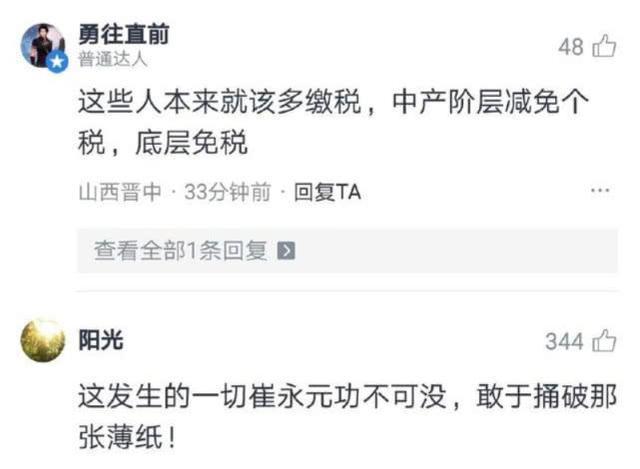 勇往直前
48
普通达人
这些人本来就该多缴税，中产阶层减免个
税，底层免税
山西晋中 · 33分钟前 · 回复TA
查看全部1条回复
阳光
344
这发生的一切崔永元功不可没，敢于捅破那
张薄纸！